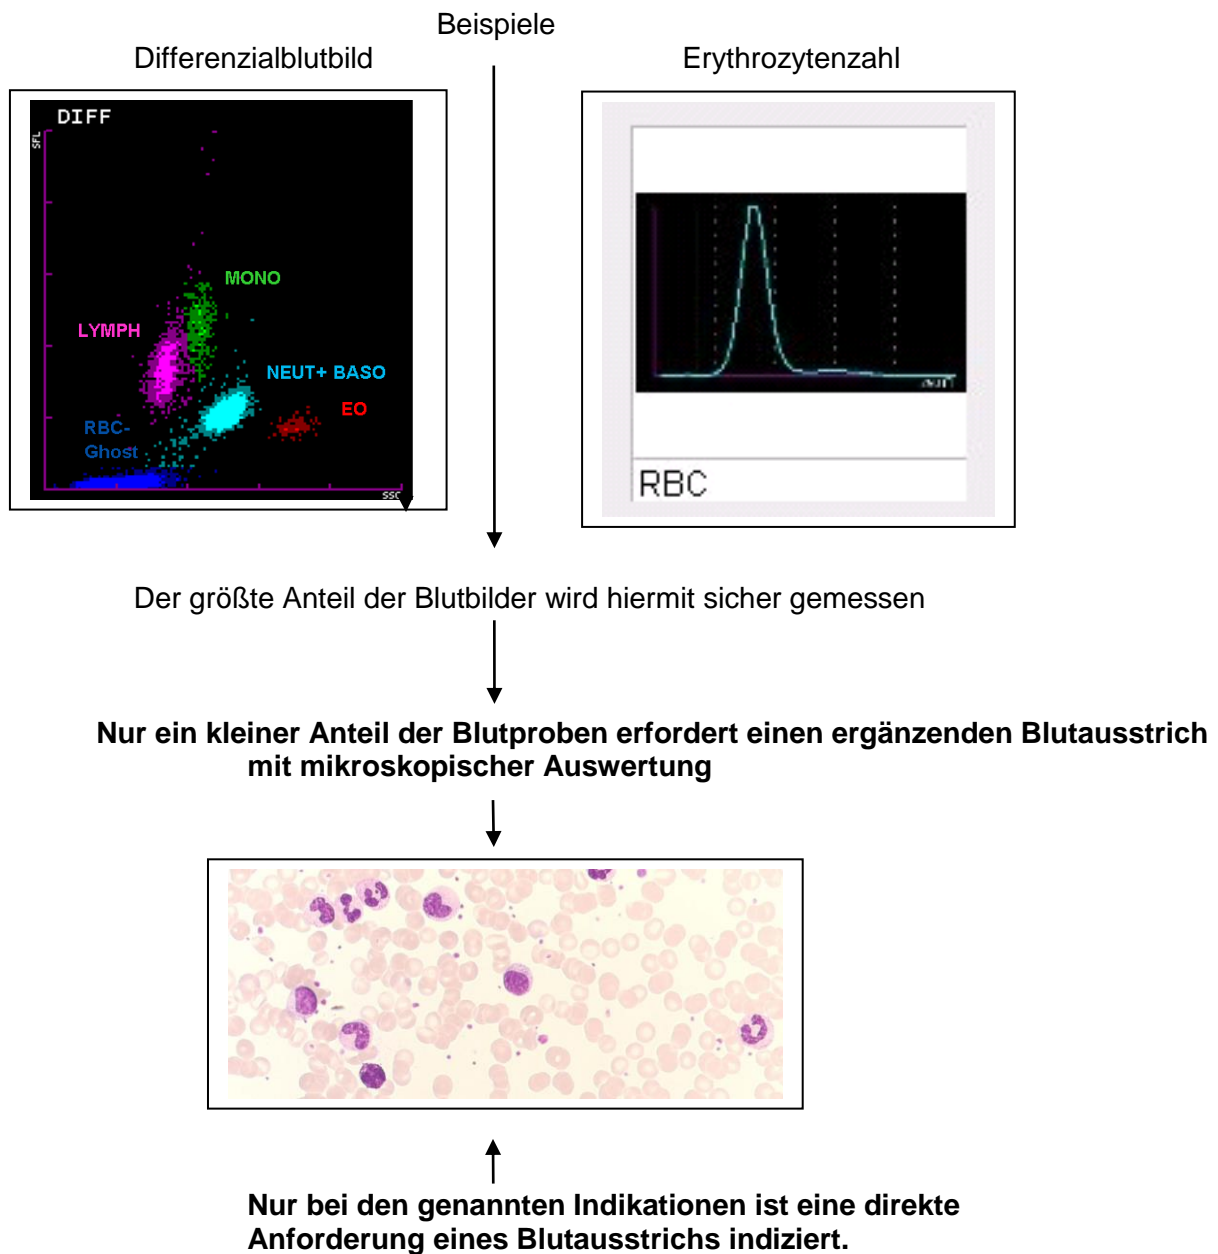 Beispiele
Differenzialblutbild
Erythrozytenzahl
DIFF
SFL
MONO
LYMPH
NEUT+ BASO
EO
RBC-
Ghost
SSC
RBC
Der größte Anteil der Blutbilder wird hiermit sicher gemessen
Nur ein kleiner Anteil der Blutproben erfordert einen ergänzenden Blutausstrich
mit mikroskopischer Auswertung
Nur bei den genannten Indikationen ist eine direkte
Anforderung eines Blutausstrichs indiziert.